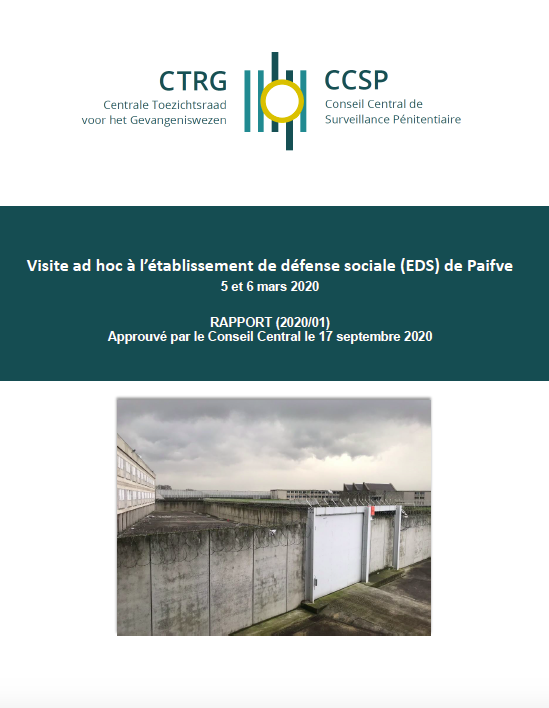 CTRG
Centrale Toezichtsraad
voor het Gevangeniswezen
CCSP
Conseil Central de
Surveillance Pénitentiaire
Visite ad hoc à l'établissement de défense sociale (EDS) de Paifve
5 et 6 mars 2020
RAPPORT (2020/01)
Approuvé par le Conseil Central le 17 septembre 2020